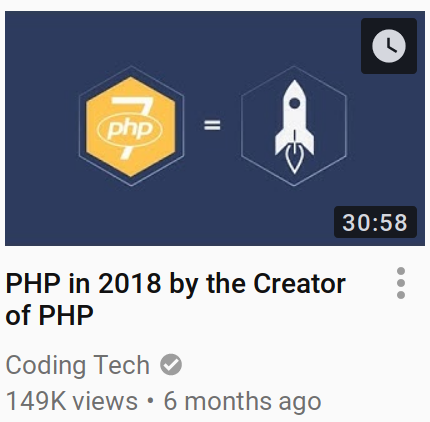 7
php
=
30:58
PHP in 2018 by the Creator
of PHP
Coding Tech
149K views • 6 months ago